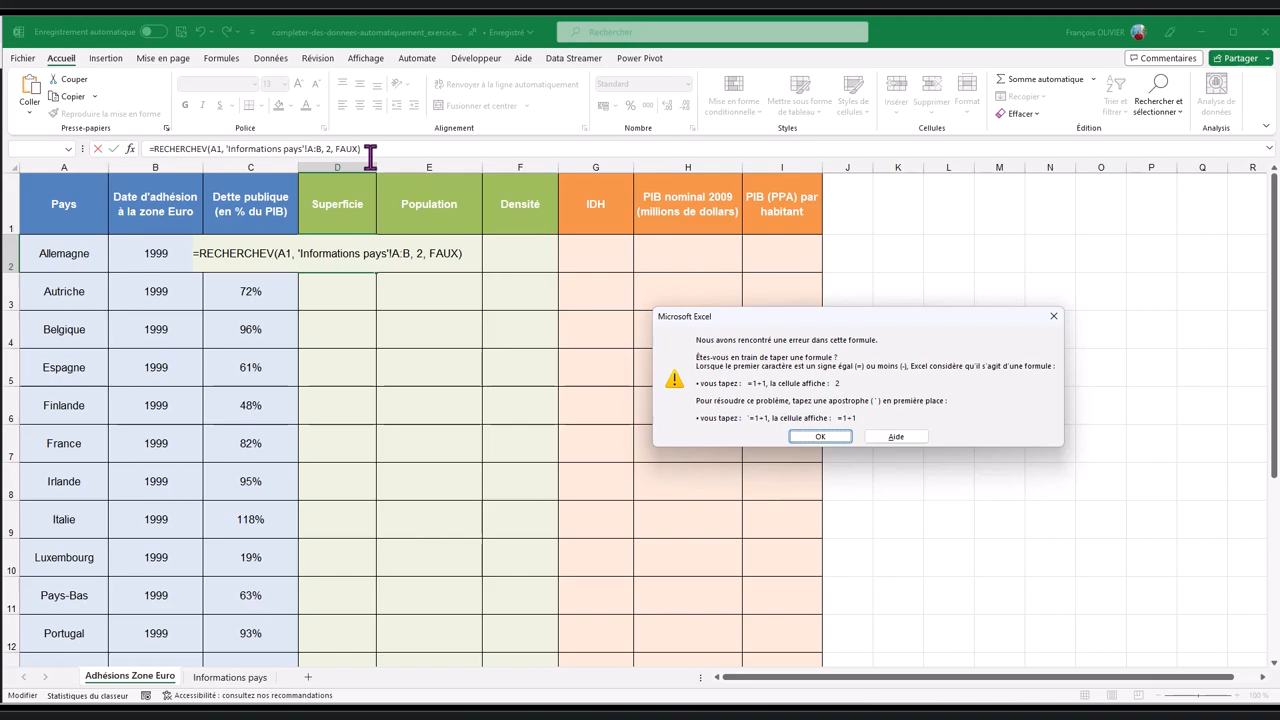 Enregistrement automatique
completer-des-donnees-automatiquement_exercice... • Enregistré
Rechercher
François OLIVIER
Fichier Accueil Insertion Mise en page Formules Données Révision Affichage Automate Développeur Aide Data Streamer Power Pivot
Commentaires
Partager
Coller
Couper
Copier
Reproduire la mise en forme
Presse-papiers
13
G I S
Police
Renvoyer à la ligne automatiquement
Fusionner et centrer
Alignement
Standard
Nombre
Mise en forme conditionnelle
Mettre sous forme de tableau
Styles de cellules
Styles
Insérer
Supprimer
Format
Cellules
Somme automatique
Recopier
Effacer
Trier et filtrer
Rechercher et sélectionner
Édition
Analyse de données
Analyse
fx =RECHERCHEV(A1, 'Informations pays'!A:B, 2, FAUX)
A B C D E F G H I J K L M N O P Q R
1 Pays Date d'adhésion à la zone Euro Dette publique (en % du PIB) Superficie Population Densité IDH PIB nominal 2009 (millions de dollars) PIB (PPA) par habitant
2 Allemagne 1999 =RECHERCHEV(A1, 'Informations pays'!A:B, 2, FAUX)
3 Autriche 1999 72%
4 Belgique 1999 96%
5 Espagne 1999 61%
6 Finlande 1999 48%
7 France 1999 82%
8 Irlande 1999 95%
9 Italie 1999 118%
10 Luxembourg 1999 19%
11 Pays-Bas 1999 63%
12 Portugal 1999 93%
Microsoft Excel
Nous avons rencontré une erreur dans cette formule.
Êtes-vous en train de taper une formule ?
Lorsque le premier caractère est un signe égal (=) ou moins (-), Excel considère qu'il s'agit d'une formule :
• vous tapez : =1+1, la cellule affiche : 2
Pour résoudre ce problème, tapez une apostrophe ( ' ) en première place :
• vous tapez : '=1+1, la cellule affiche : =1+1
OK Aide
Adhésions Zone Euro Informations pays
Modifier Statistiques du classeur Accessibilité : consultez nos recommandations
100 %